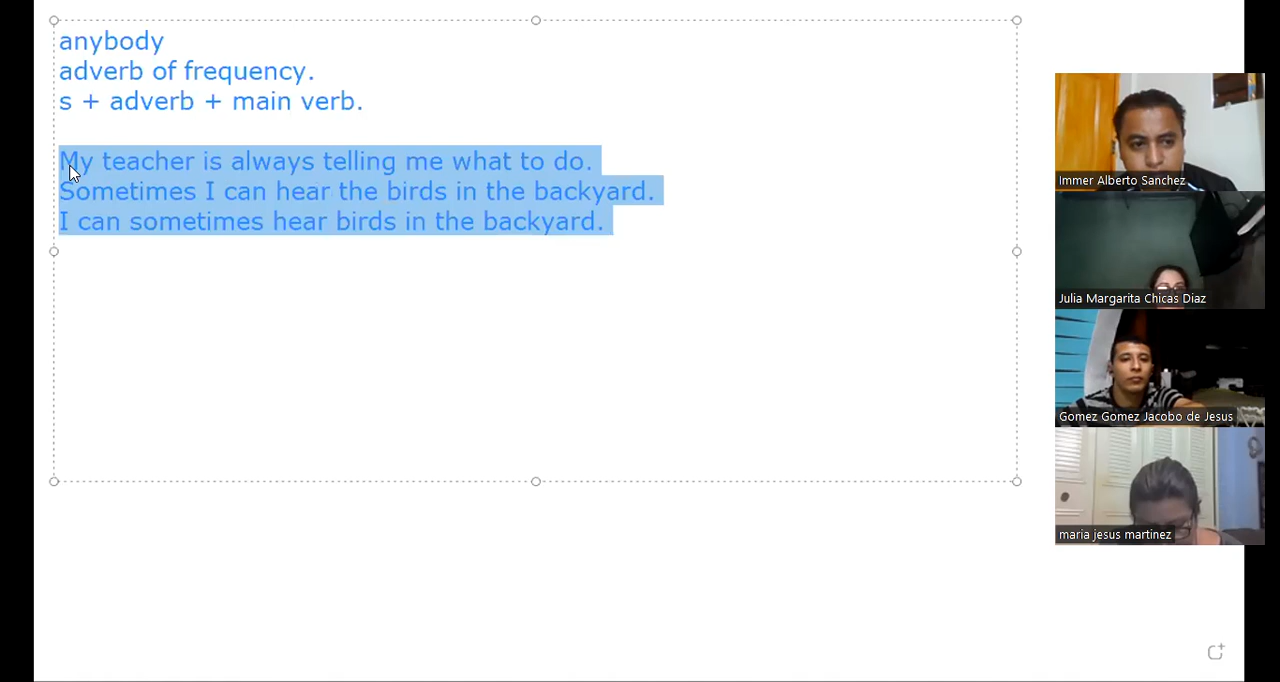 anybody
adverb of frequency.
s + adverb + main verb.
My teacher is always telling me what to do.
Sometimes I can hear the birds in the backyard.
I can sometimes hear birds in the backyard.
Immer Alberto Sanchez
Julia Margarita Chicas Diaz
Gomez Gomez Jacobo de Jesus
maria jesus martinez